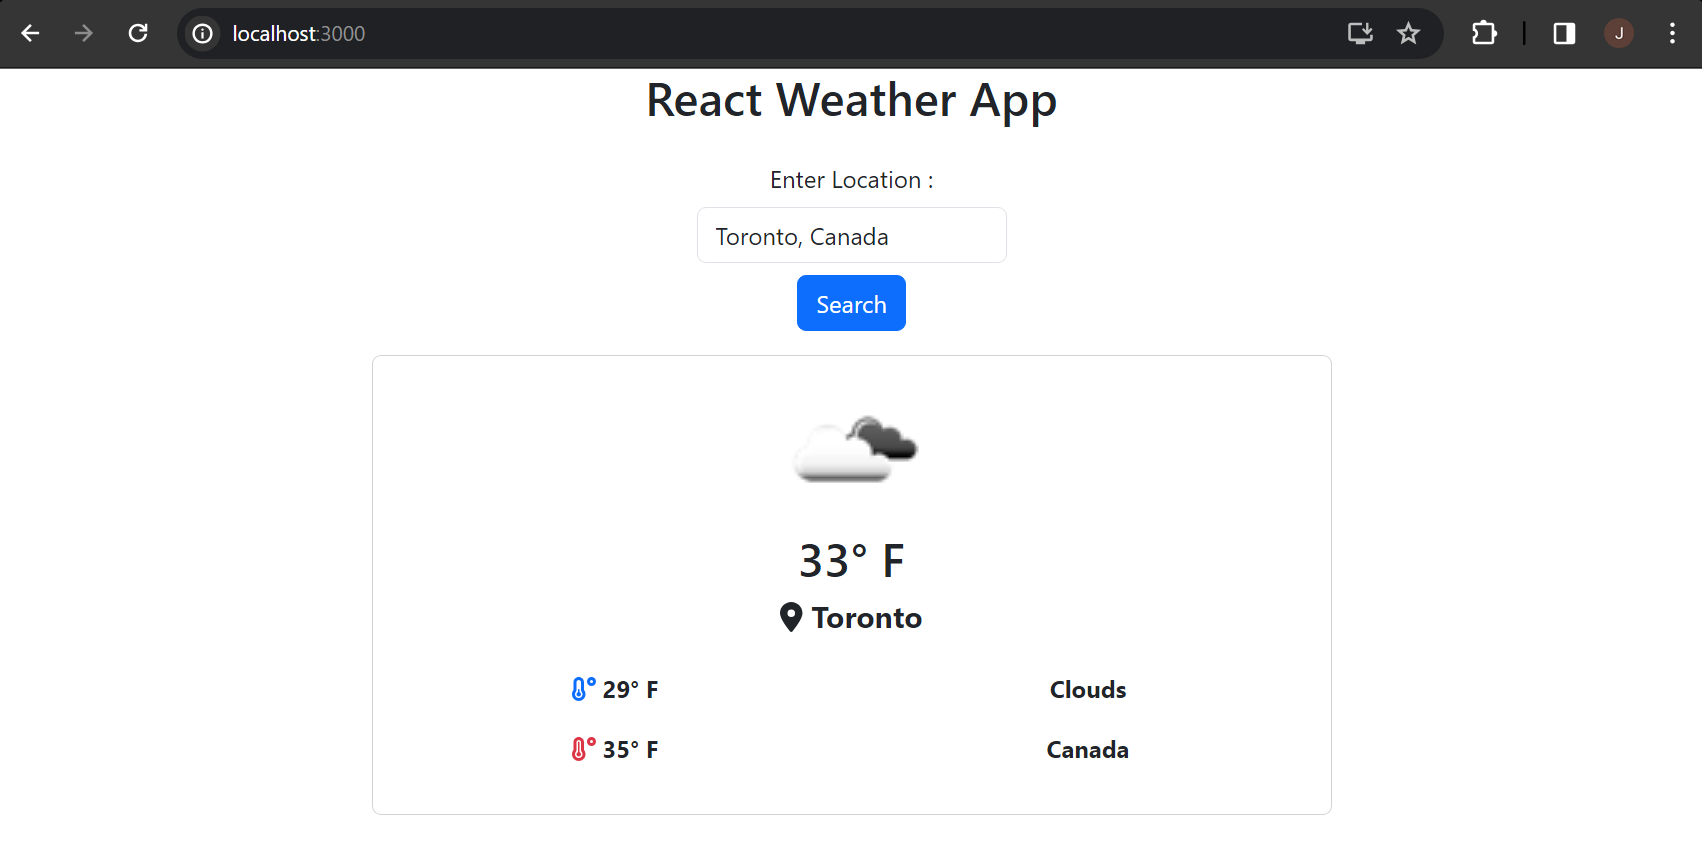 localhost:3000
J
React Weather App
Enter Location :
Toronto, Canada
Search
33° F
Toronto
29° F
Clouds
35° F
Canada